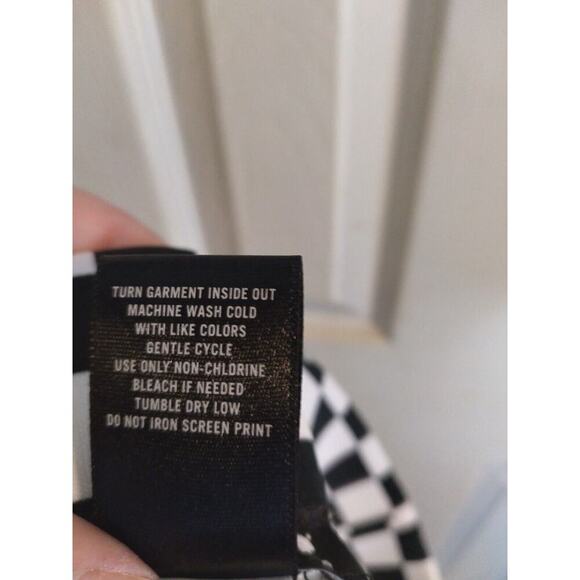 TURN GARMENT INSIDE OUT
MACHINE WASH COLD
WITH LIKE COLORS
GENTLE CYCLE
USE ONLY NON-CHLORINE
BLEACH IF NEEDED
TUMBLE DRY LOW
DO NOT IRON SCREEN PRINT